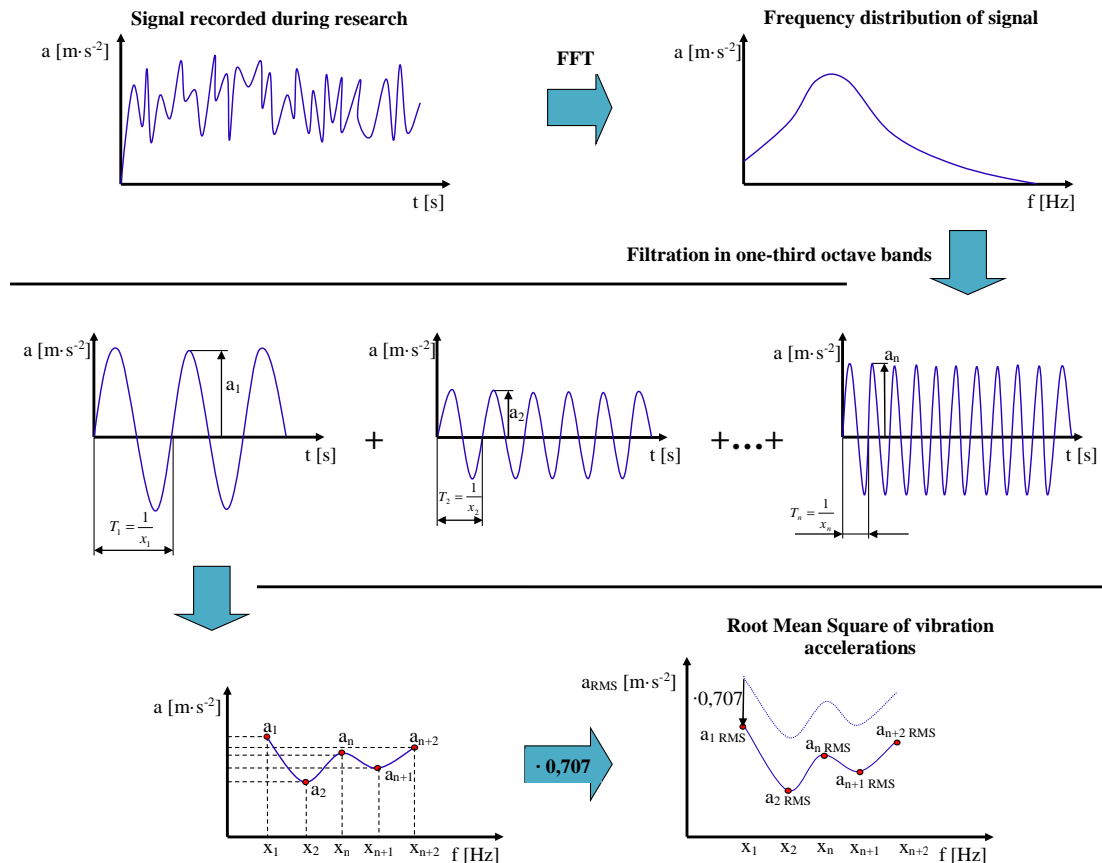 Signal recorded during research
Frequency distribution of signal
a [m·s⁻²]
FFT
a [m·s⁻²]
t [s]
f [Hz]
Filtration in one-third octave bands
a [m·s⁻²]
a₁
t [s]
T₁ = 1/x₁
+
a [m·s⁻²]
a₂
t [s]
T₂ = 1/x₂
+...+
a [m·s⁻²]
aₙ
t [s]
Tₙ = 1/xₙ
Root Mean Square of vibration
accelerations
a [m·s⁻²]
a₁
a₂
aₙ
aₙ₊₁
aₙ₊₂
x₁ x₂ xₙ xₙ₊₁ xₙ₊₂
f [Hz]
· 0,707
a_RMS [m·s⁻²]
·0,707
a₁ RMS
a₂ RMS
aₙ RMS
aₙ₊₁ RMS
aₙ₊₂ RMS
x₁ x₂ xₙ xₙ₊₁ xₙ₊₂
f [Hz]